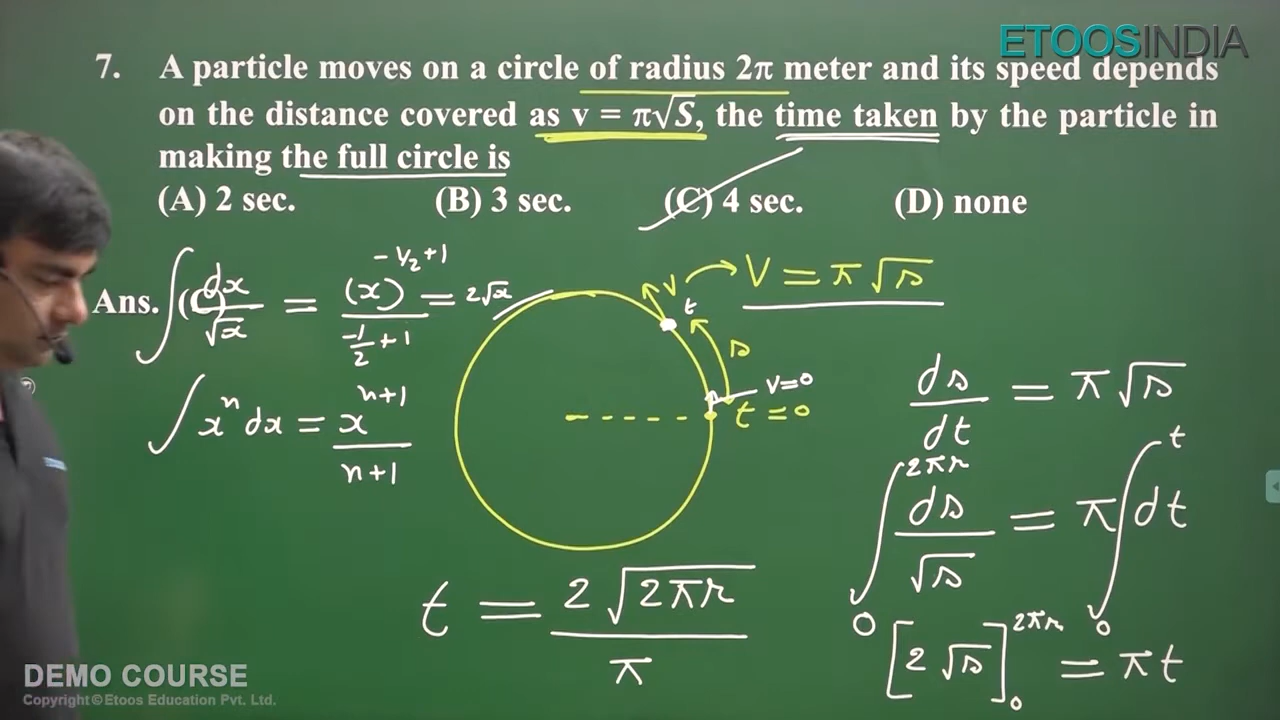 ETOOSINDIA
7. A particle moves on a circle of radius 2π meter and its speed depends
on the distance covered as v = π√S, the time taken by the particle in
making the full circle is
(A) 2 sec. (B) 3 sec. (C) 4 sec. (D) none
Ans. (C)
∫ dx/√x = (x)^(-1/2+1) / (-1/2+1) = 2√x
∫ x^n dx = x^(n+1) / (n+1)
v
t
s
v=0
t=0
V = π√s
ds/dt = π√s
∫_0^(2πr) ds/√s = π ∫_0^t dt
[2√s]_0^(2πr) = πt
t = 2√(2πr) / π
DEMO COURSE
Copyright © Etoos Education Pvt. Ltd.